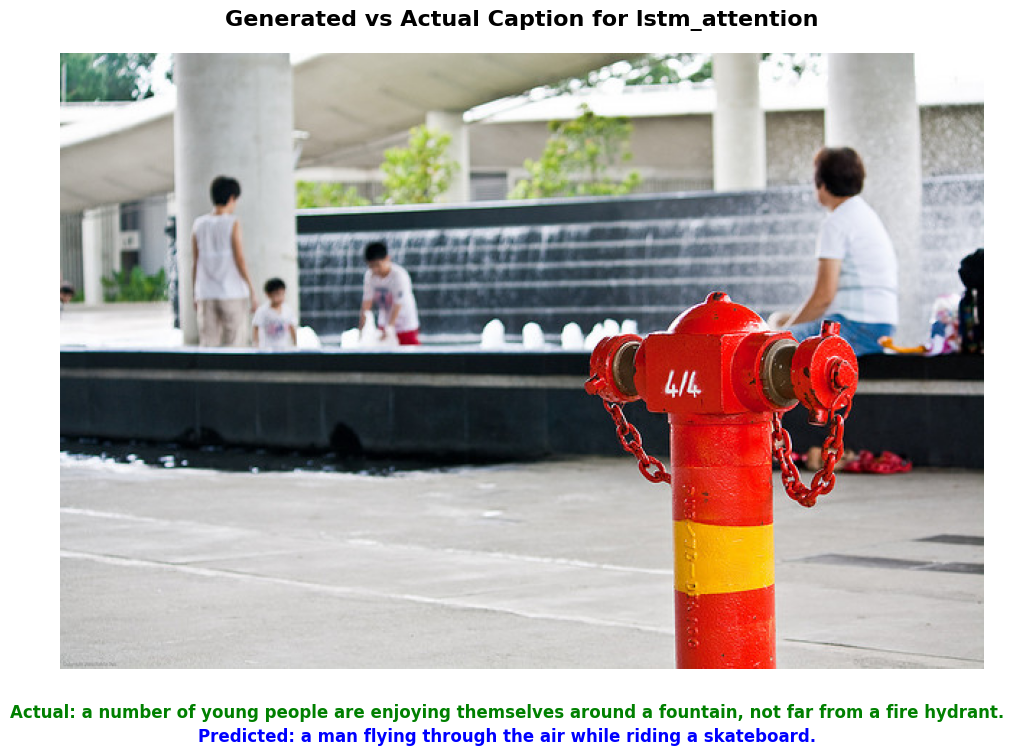 Generated vs Actual Caption for lstm_attention
4/4
Actual: a number of young people are enjoying themselves around a fountain, not far from a fire hydrant.
Predicted: a man flying through the air while riding a skateboard.